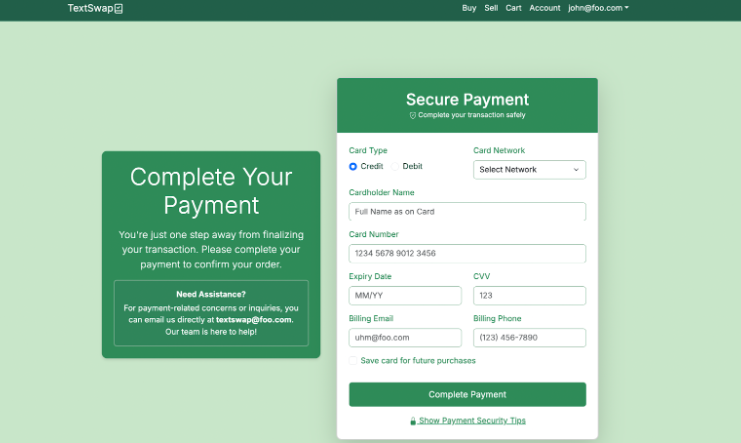 TextSwap
Buy Sell Cart Account john@foo.com
Complete Your
Payment
You're just one step away from finalizing
your transaction. Please complete your
payment to confirm your order.
Need Assistance?
For payment-related concerns or inquiries, you
can email us directly at textswap@foo.com.
Our team is here to help!
Secure Payment
Complete your transaction safely
Card Type
Credit Debit
Card Network
Select Network
Cardholder Name
Full Name as on Card
Card Number
1234 5678 9012 3456
Expiry Date
MM/YY
CVV
123
Billing Email
uhm@foo.com
Billing Phone
(123) 456-7890
Save card for future purchases
Complete Payment
Show Payment Security Tips